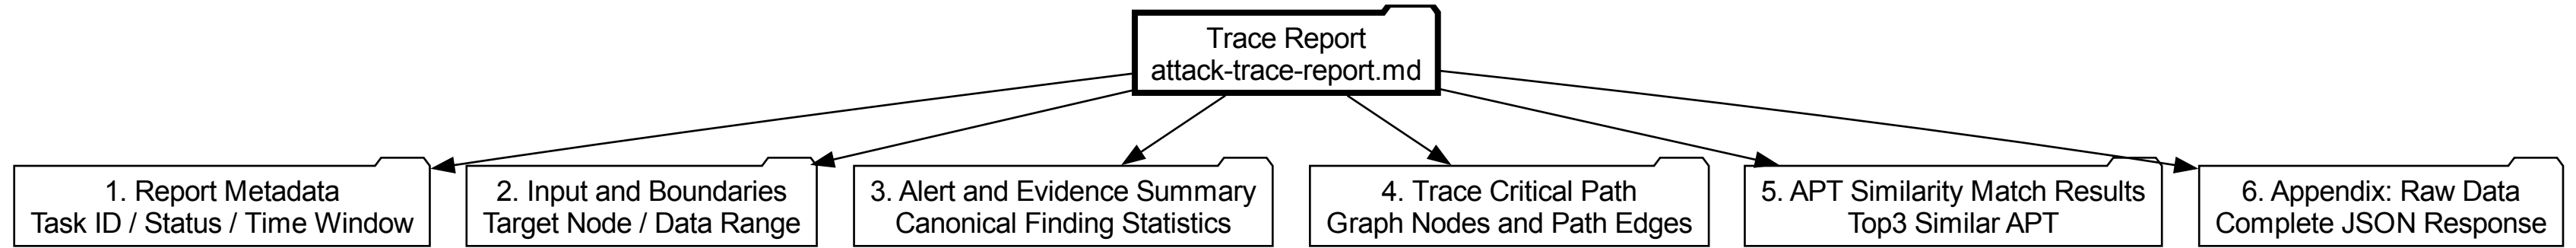 Trace Report
attack-trace-report.md
1. Report Metadata
Task ID / Status / Time Window
2. Input and Boundaries
Target Node / Data Range
3. Alert and Evidence Summary
Canonical Finding Statistics
4. Trace Critical Path
Graph Nodes and Path Edges
5. APT Similarity Match Results
Top3 Similar APT
6. Appendix: Raw Data
Complete JSON Response